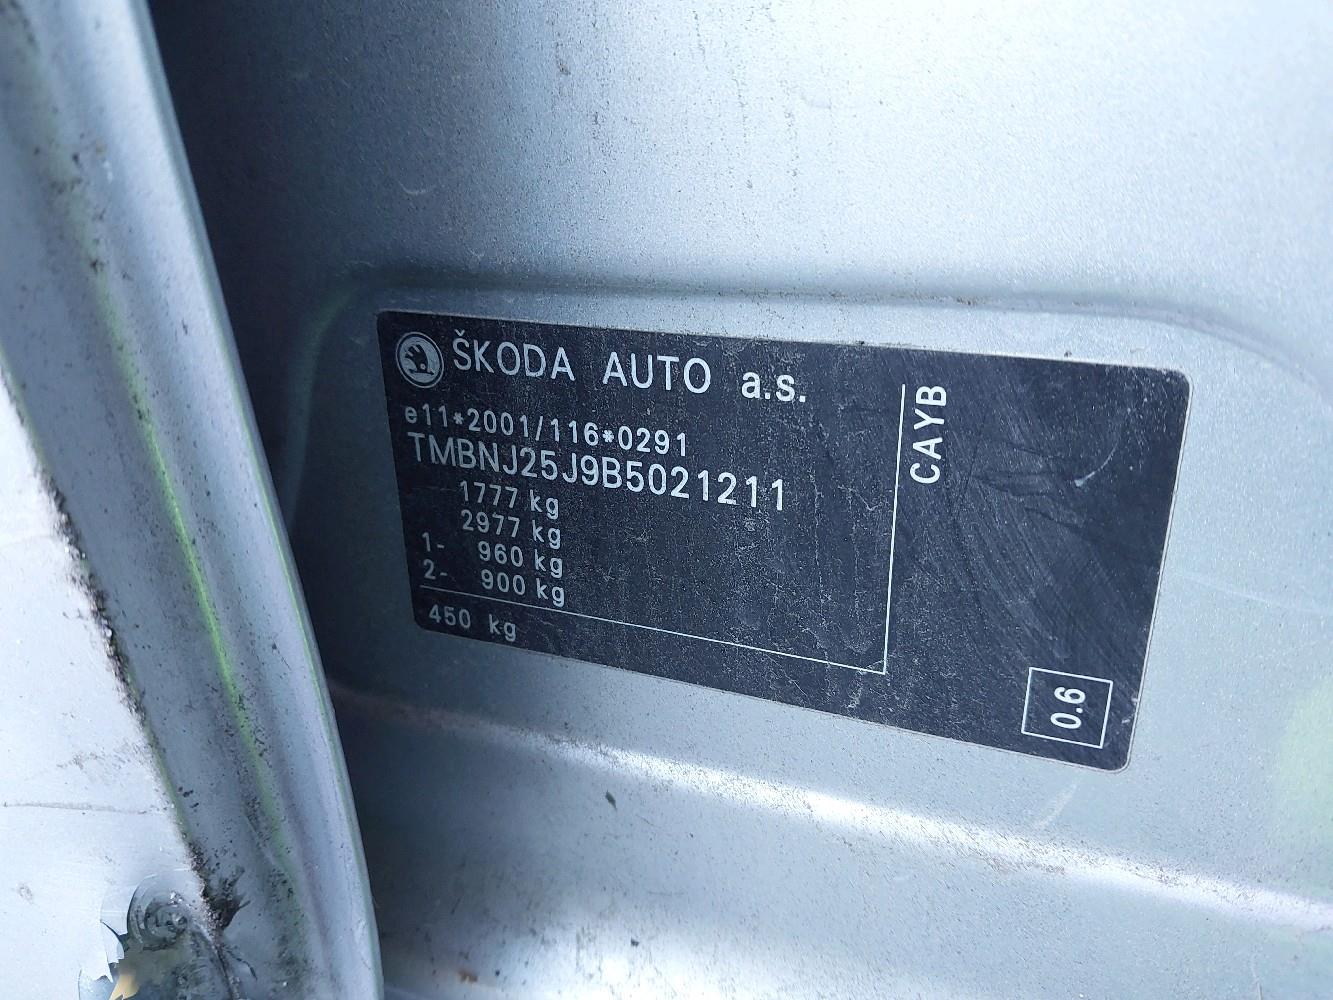 ŠKODA AUTO a.s.
e11*2001/116*0291
TMBNJ25J9B5021211
1777 kg
2977 kg
1- 960 kg
2- 900 kg
450 kg
CAYB
0.6